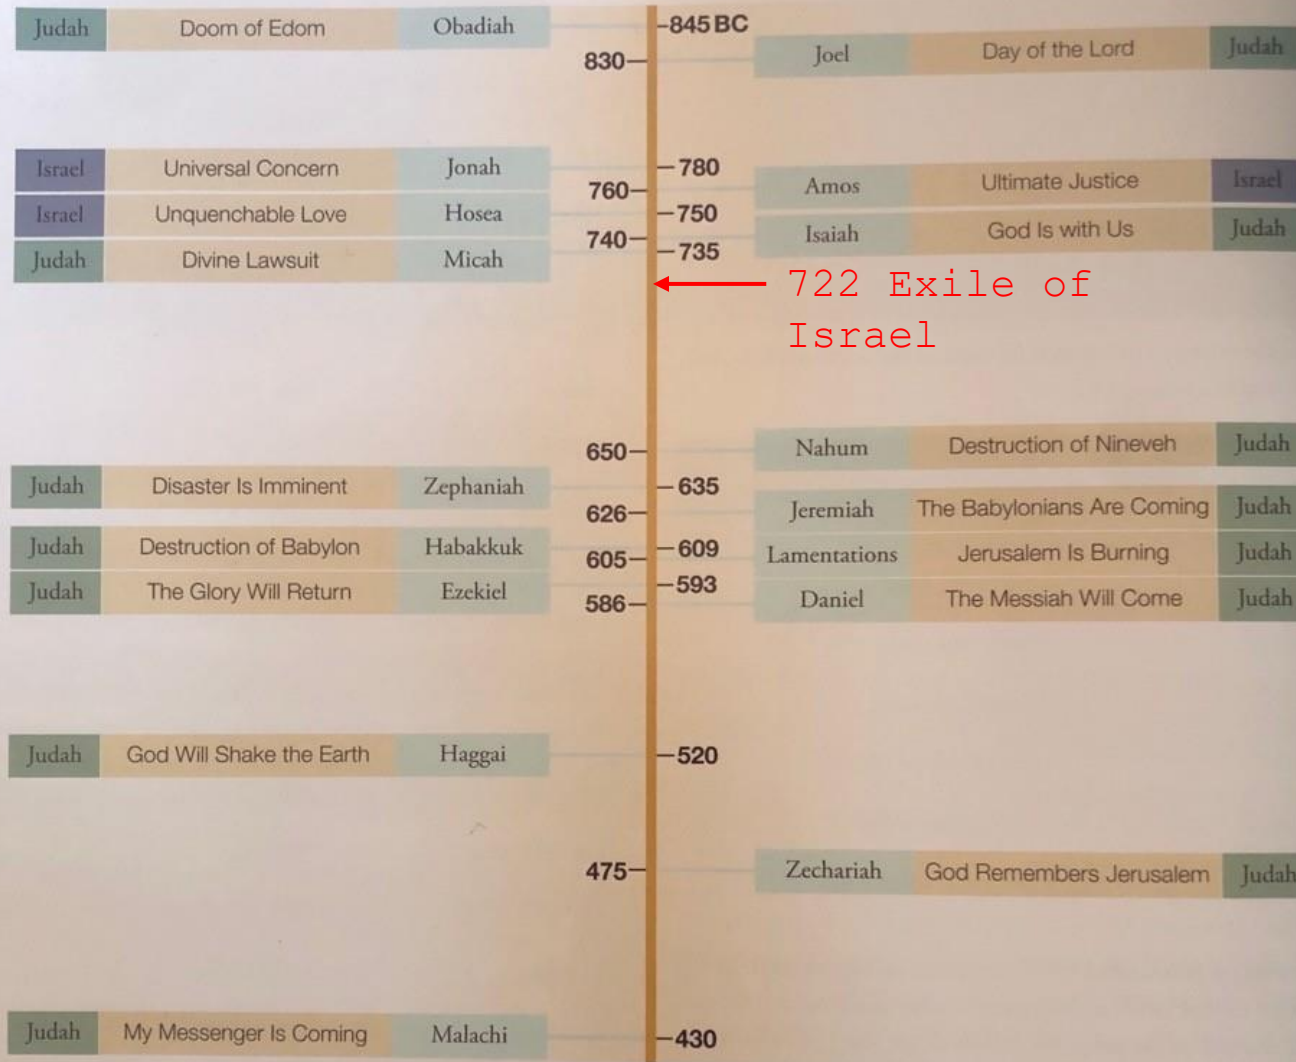 Judah Doom of Edom Obadiah
845 BC
830
Joel Day of the Lord Judah
Israel Universal Concern Jonah
780
760
Amos Ultimate Justice Israel
Israel Unquenchable Love Hosea
750
740
Isaiah God Is with Us Judah
Judah Divine Lawsuit Micah
735
722 Exile of
Israel
650
Nahum Destruction of Nineveh Judah
Judah Disaster Is Imminent Zephaniah
635
626
Jeremiah The Babylonians Are Coming Judah
Judah Destruction of Babylon Habakkuk
609
605
Lamentations Jerusalem Is Burning Judah
Judah The Glory Will Return Ezekiel
593
586
Daniel The Messiah Will Come Judah
Judah God Will Shake the Earth Haggai
520
475
Zechariah God Remembers Jerusalem Judah
Judah My Messenger Is Coming Malachi
430